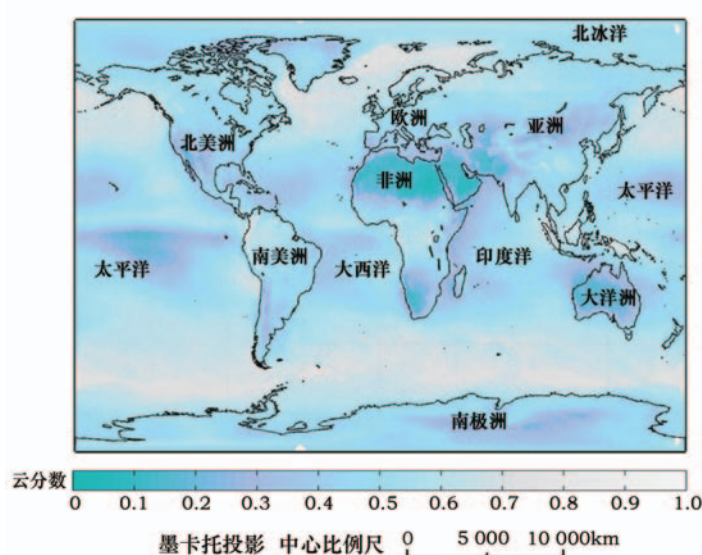 北冰洋
欧洲
亚洲
北美洲
非洲
太平洋
南美洲
大西洋
印度洋
太平洋
大洋洲
南极洲
云分数
0 0.1 0.2 0.3 0.4 0.5 0.6 0.7 0.8 0.9 1.0
墨卡托投影 中心比例尺 0 5 000 10 000km